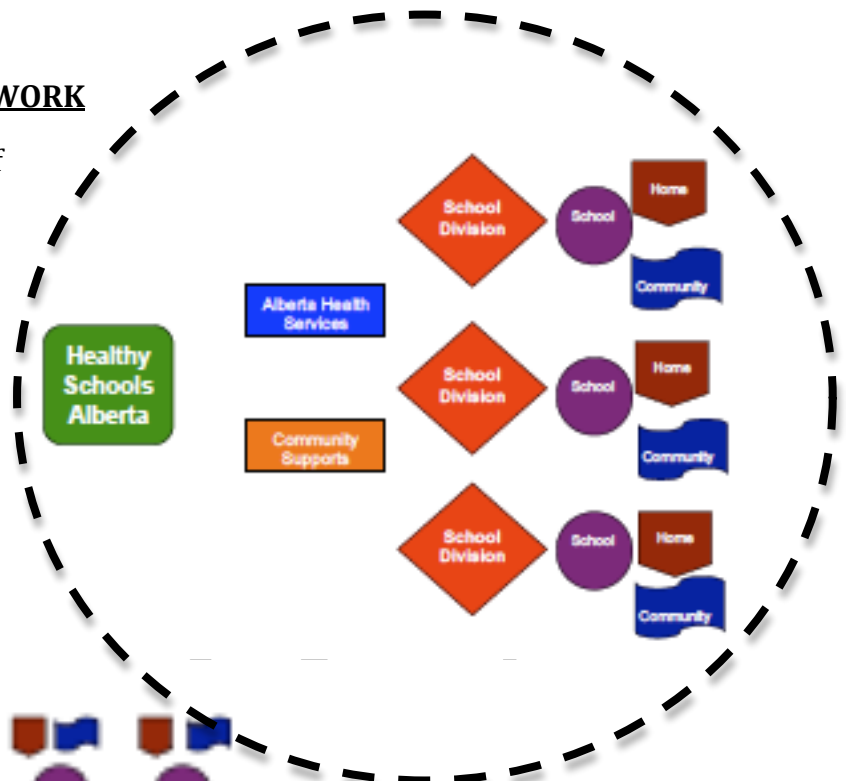 WORK
f
Healthy
Schools
Alberta
Alberta Health
Services
Community
Supports
School
Division
School
Home
Community
School
Division
School
Home
Community
School
Division
School
Home
Community